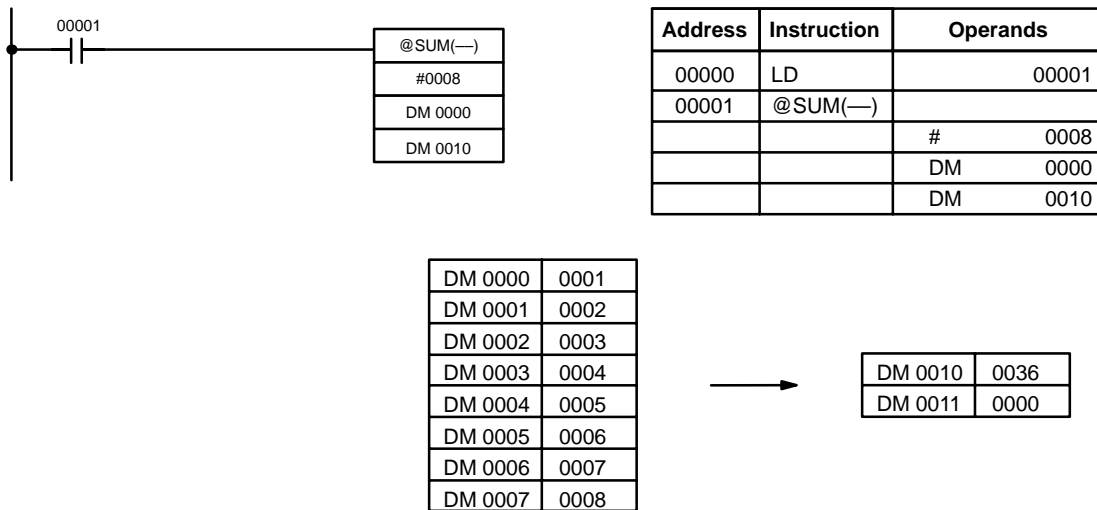 00001
@SUM(—)
#0008
DM 0000
DM 0010
Address Instruction Operands
00000 LD 00001
00001 @SUM(—)
# 0008
DM 0000
DM 0010
DM 0000 0001
DM 0001 0002
DM 0002 0003
DM 0003 0004
DM 0004 0005
DM 0005 0006
DM 0006 0007
DM 0007 0008
DM 0010 0036
DM 0011 0000